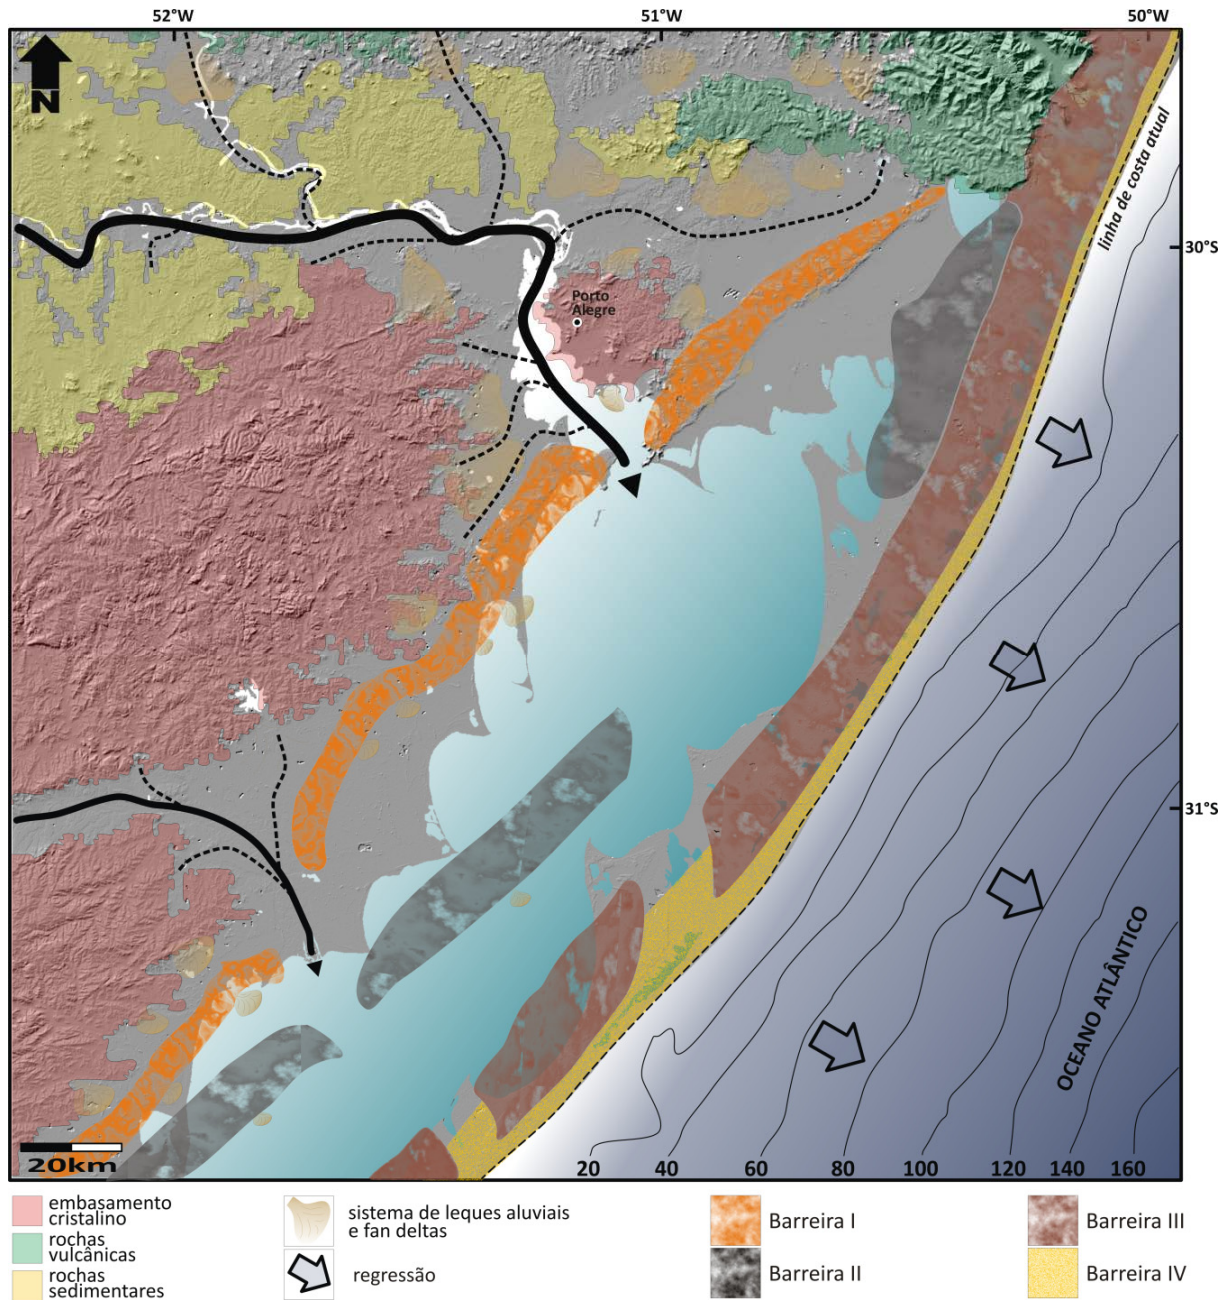 52°W
51°W
50°W
N
linha de costa atual
30°S
Porto
Alegre
31°S
OCEANO ATLÂNTICO
20km
20
40
60
80
100
120
140
160
embasamento
cristalino
rochas
vulcânicas
rochas
sedimentares
sistema de leques aluviais
e fan deltas
regressão
Barreira I
Barreira II
Barreira III
Barreira IV